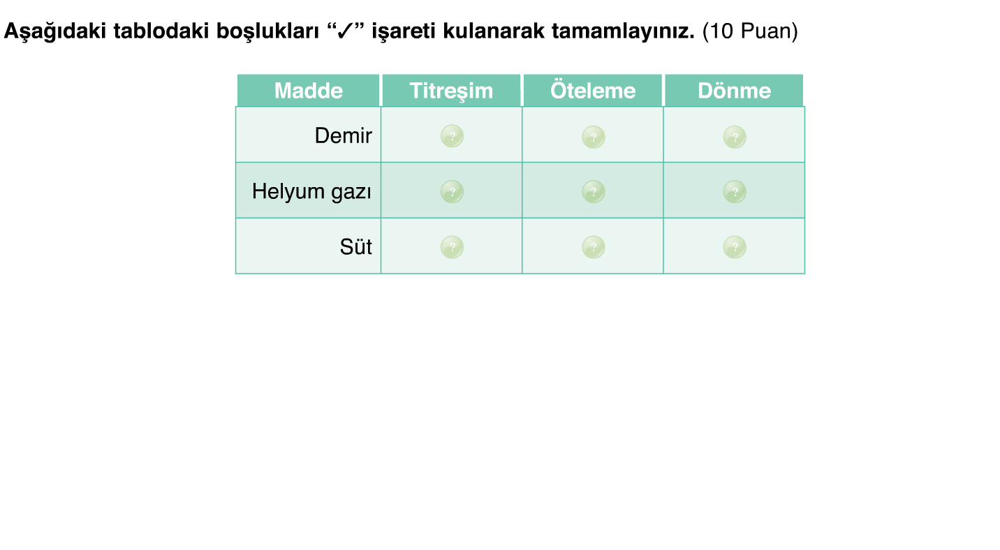 Aşağıdaki tablodaki boşlukları “✓” işareti kulanarak tamamlayınız. (10 Puan)
Madde Titreşim Öteleme Dönme
Demir ? ? ?
Helyum gazı ? ? ?
Süt ? ? ?